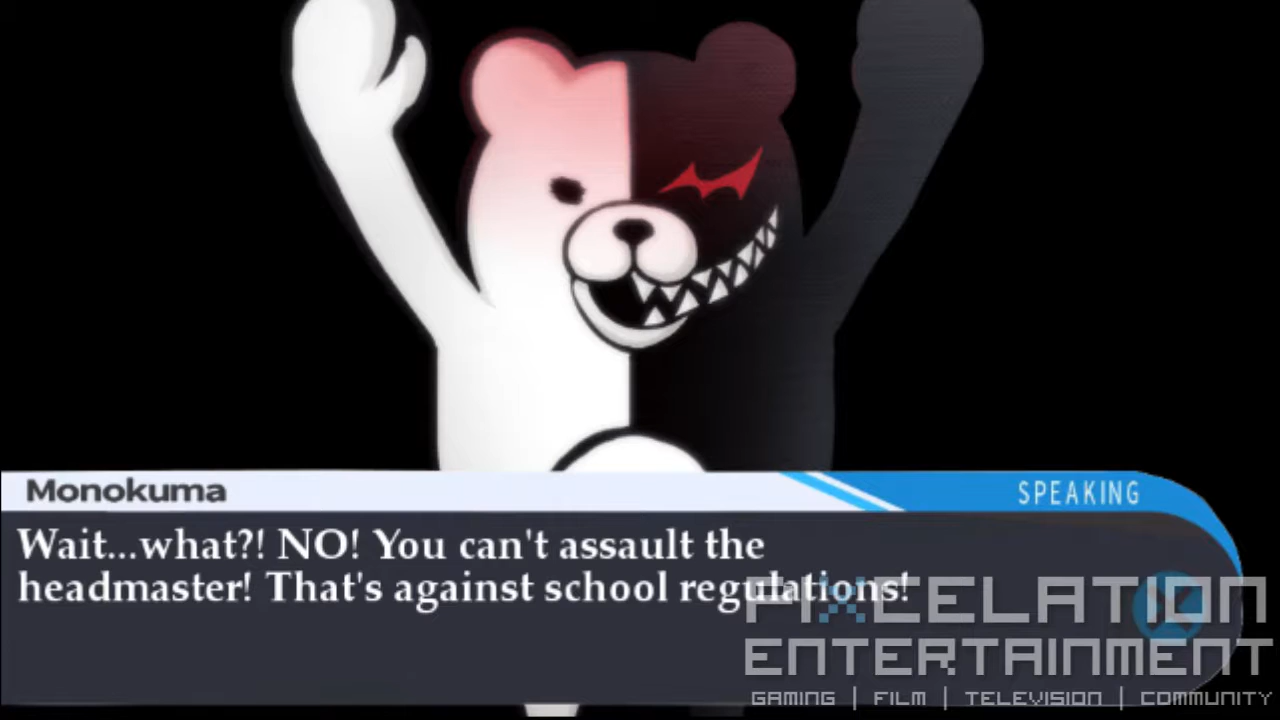 Monokuma
SPEAKING
Wait...what?! NO! You can't assault the
headmaster! That's against school regulations!
PIXCELATION
ENTERTAINMENT
GAMING | FILM | TELEVISION | COMMUNITY